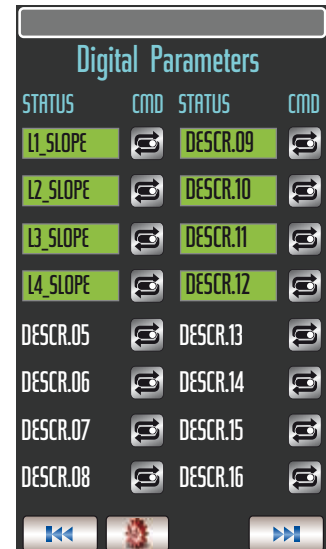 Digital Parameters
STATUS CMD STATUS CMD
L1_SLOPE DESCR.09
L2_SLOPE DESCR.10
L3_SLOPE DESCR.11
L4_SLOPE DESCR.12
DESCR.05 DESCR.13
DESCR.06 DESCR.14
DESCR.07 DESCR.15
DESCR.08 DESCR.16